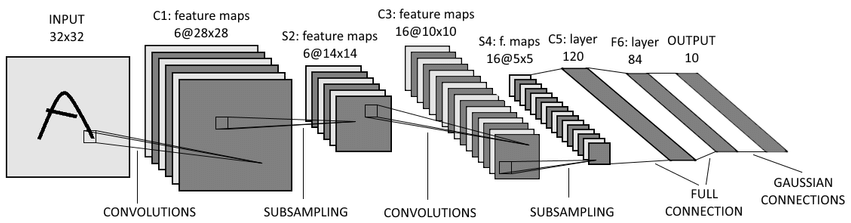 INPUT
32x32
C1: feature maps
6@28x28
S2: feature maps
6@14x14
C3: feature maps
16@10x10
S4: f. maps
16@5x5
C5: layer
120
F6: layer
84
OUTPUT
10
CONVOLUTIONS
SUBSAMPLING
CONVOLUTIONS
SUBSAMPLING
FULL
CONNECTION
GAUSSIAN
CONNECTIONS